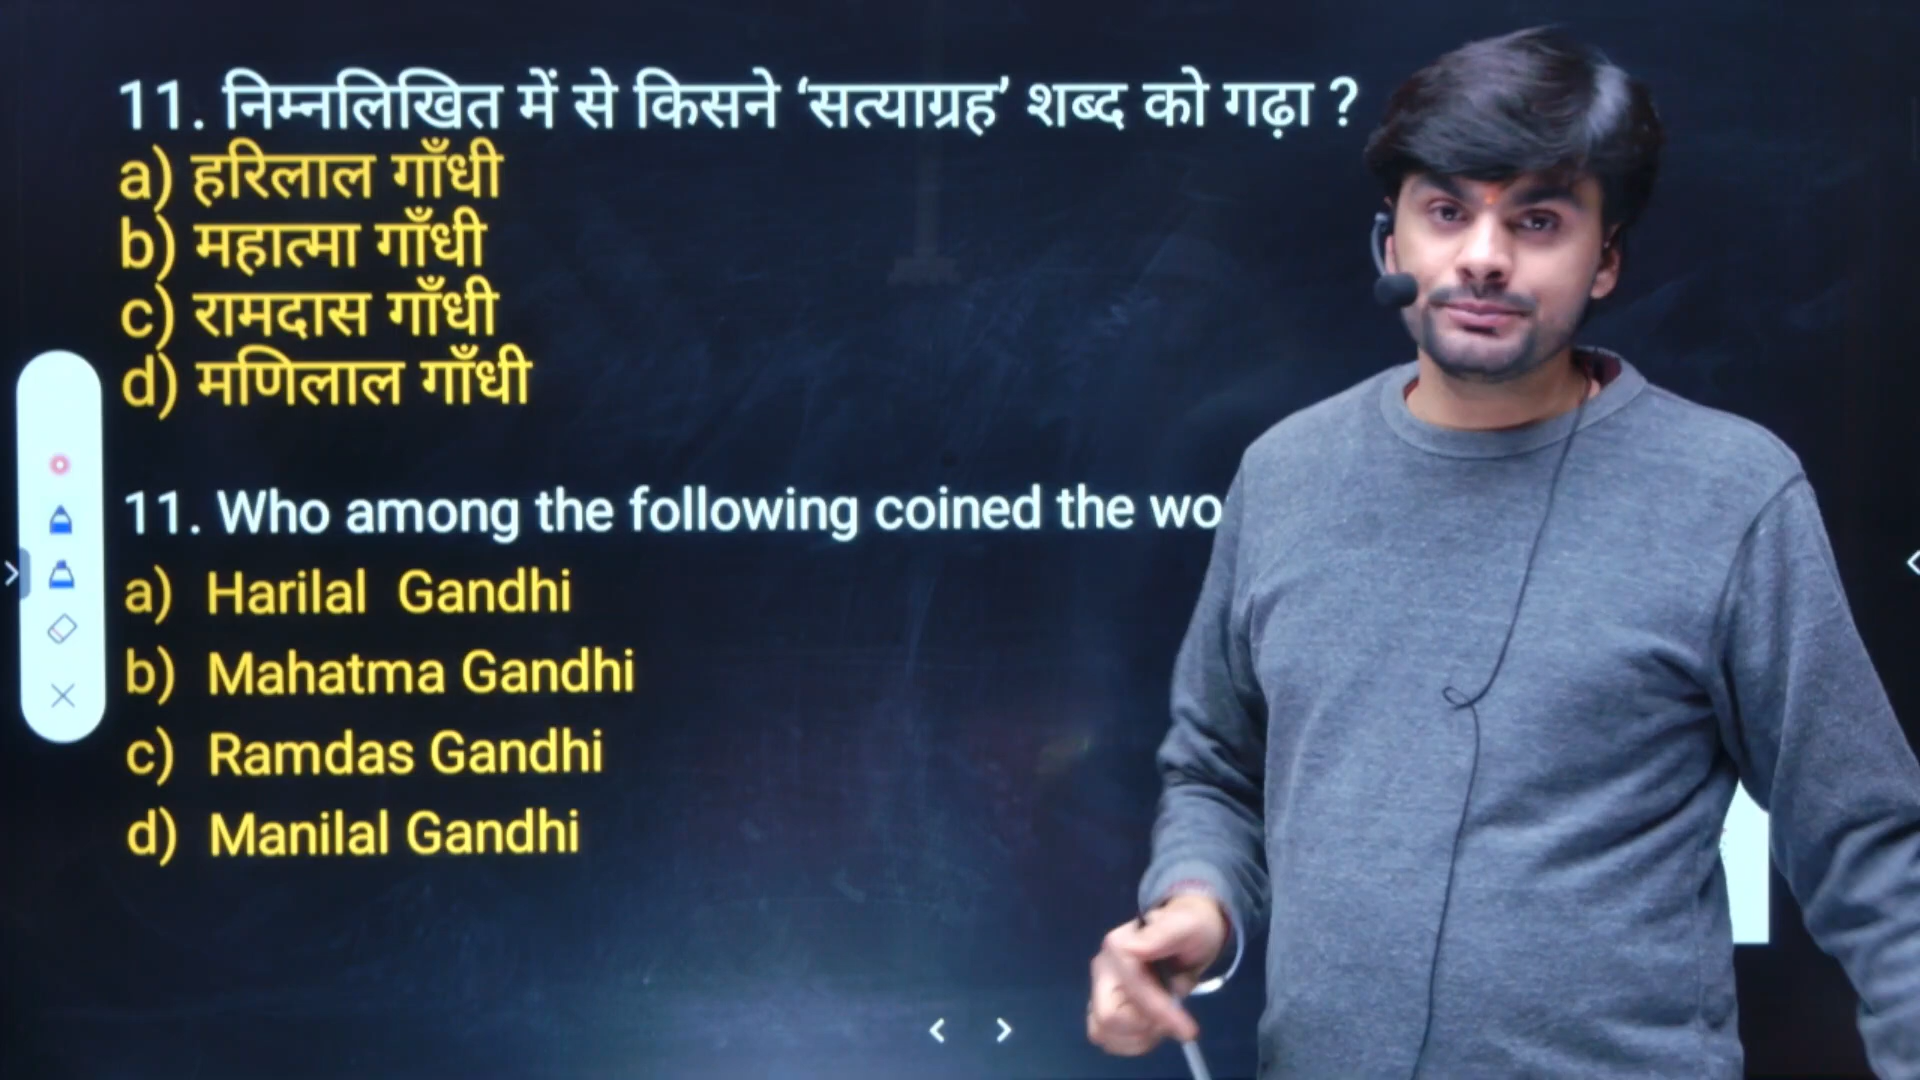 11. निम्नलिखित में से किसने ‘सत्याग्रह’ शब्द को गढ़ा ?
a) हरिलाल गाँधी
b) महात्मा गाँधी
c) रामदास गाँधी
d) मणिलाल गाँधी
11. Who among the following coined the
a) Harilal Gandhi
b) Mahatma Gandhi
c) Ramdas Gandhi
d) Manilal Gandhi